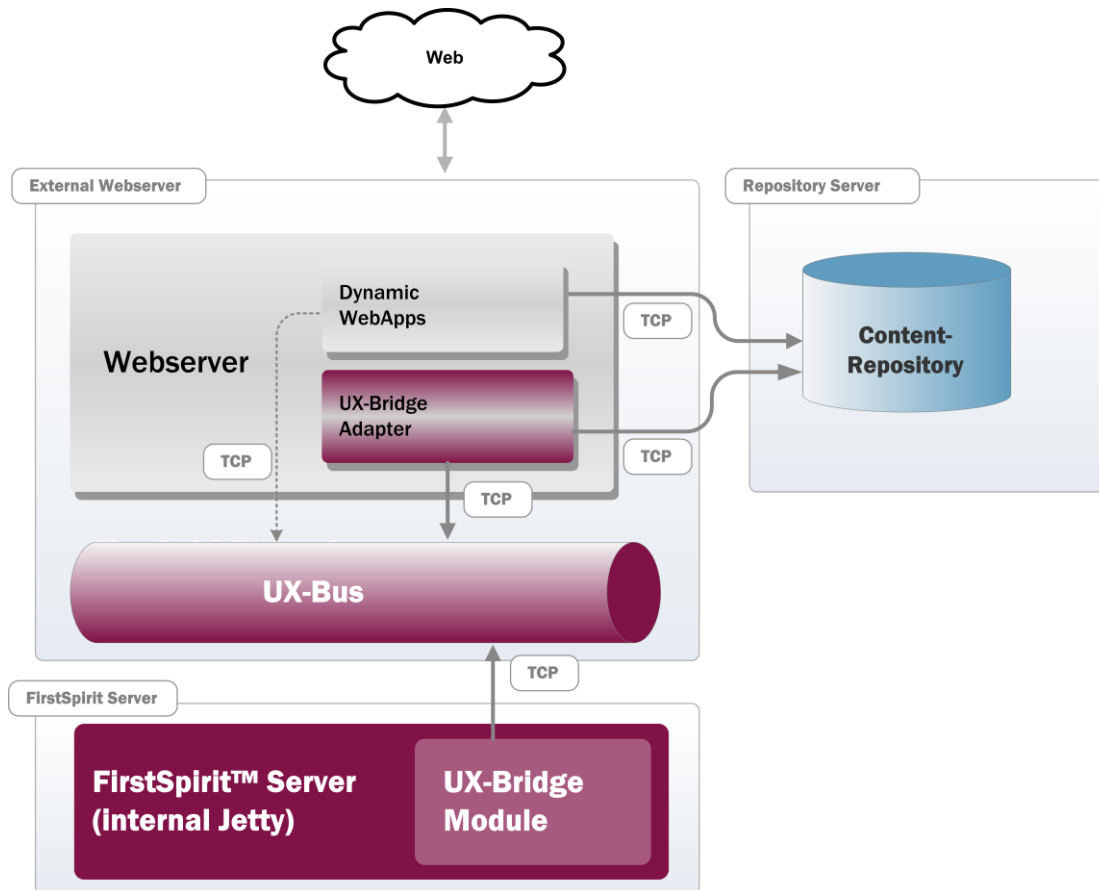 Web
External Webserver
Repository Server
Dynamic
WebApps
TCP
Content-
Repository
Webserver
UX-Bridge
Adapter
TCP
TCP
TCP
UX-Bus
TCP
FirstSpirit Server
FirstSpirit™ Server
(internal Jetty)
UX-Bridge
Module